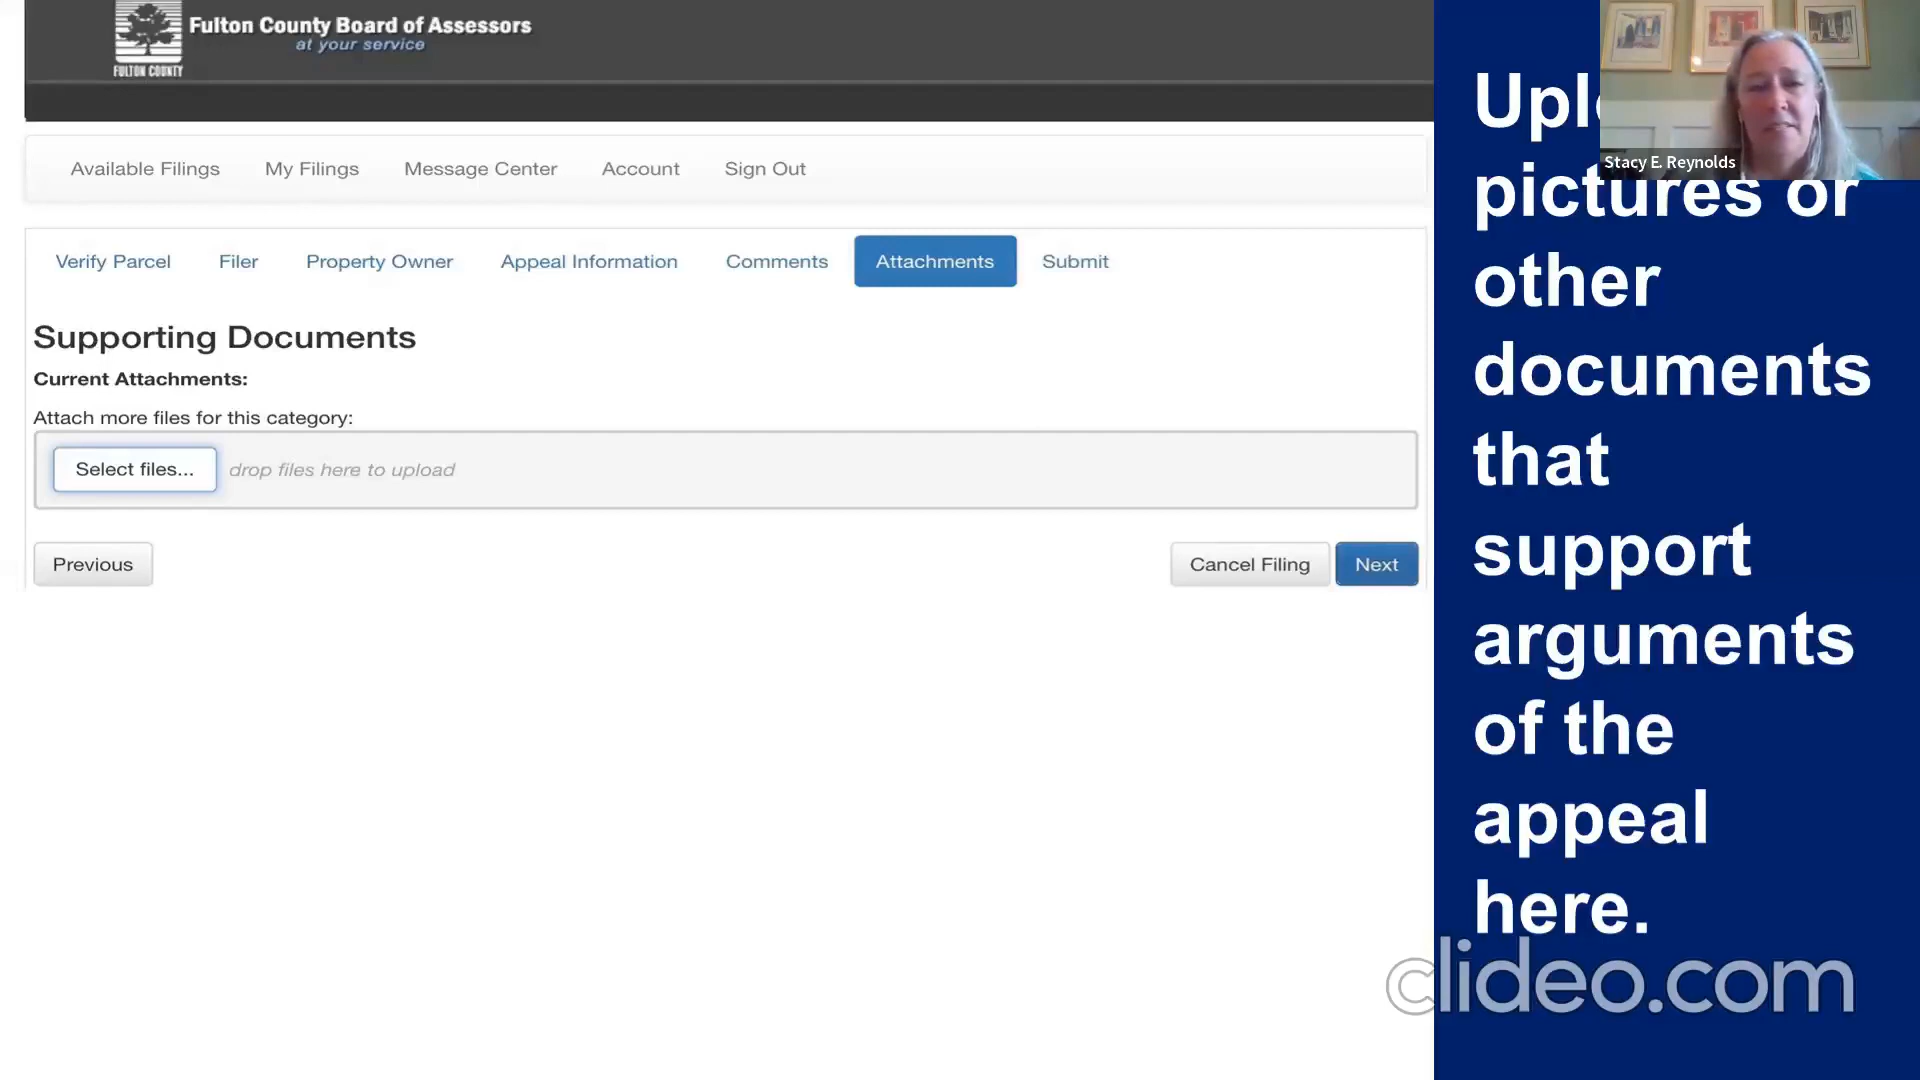 Fulton County Board of Assessors
at your service
FULTON COUNTY
Available Filings My Filings Message Center Account Sign Out
Verify Parcel Filer Property Owner Appeal Information Comments Attachments Submit
Supporting Documents
Current Attachments:
Attach more files for this category:
Select files... drop files here to upload
Previous Cancel Filing Next
pictures or
other
documents
that
support
arguments
of the
appeal
here.
Stacy E. Reynolds
clideo.com